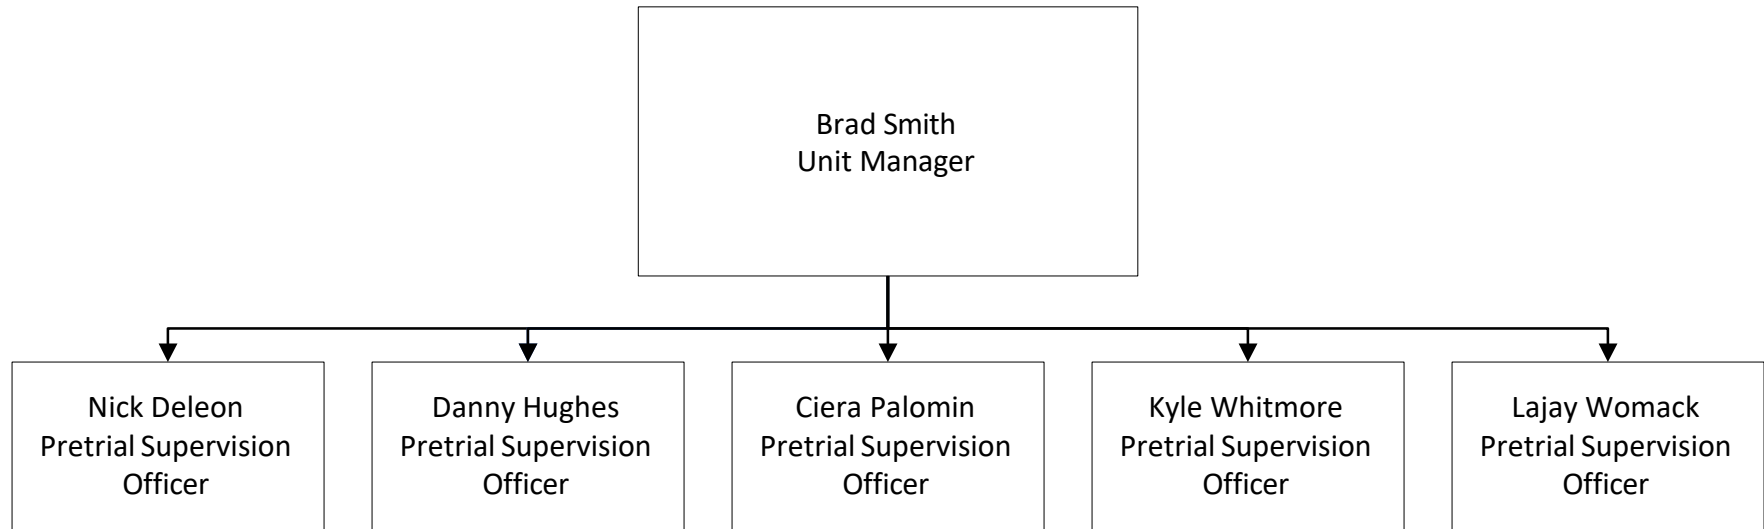 Brad Smith
Unit Manager
Nick Deleon
Pretrial Supervision
Officer
Danny Hughes
Pretrial Supervision
Officer
Ciera Palomin
Pretrial Supervision
Officer
Kyle Whitmore
Pretrial Supervision
Officer
Lajay Womack
Pretrial Supervision
Officer